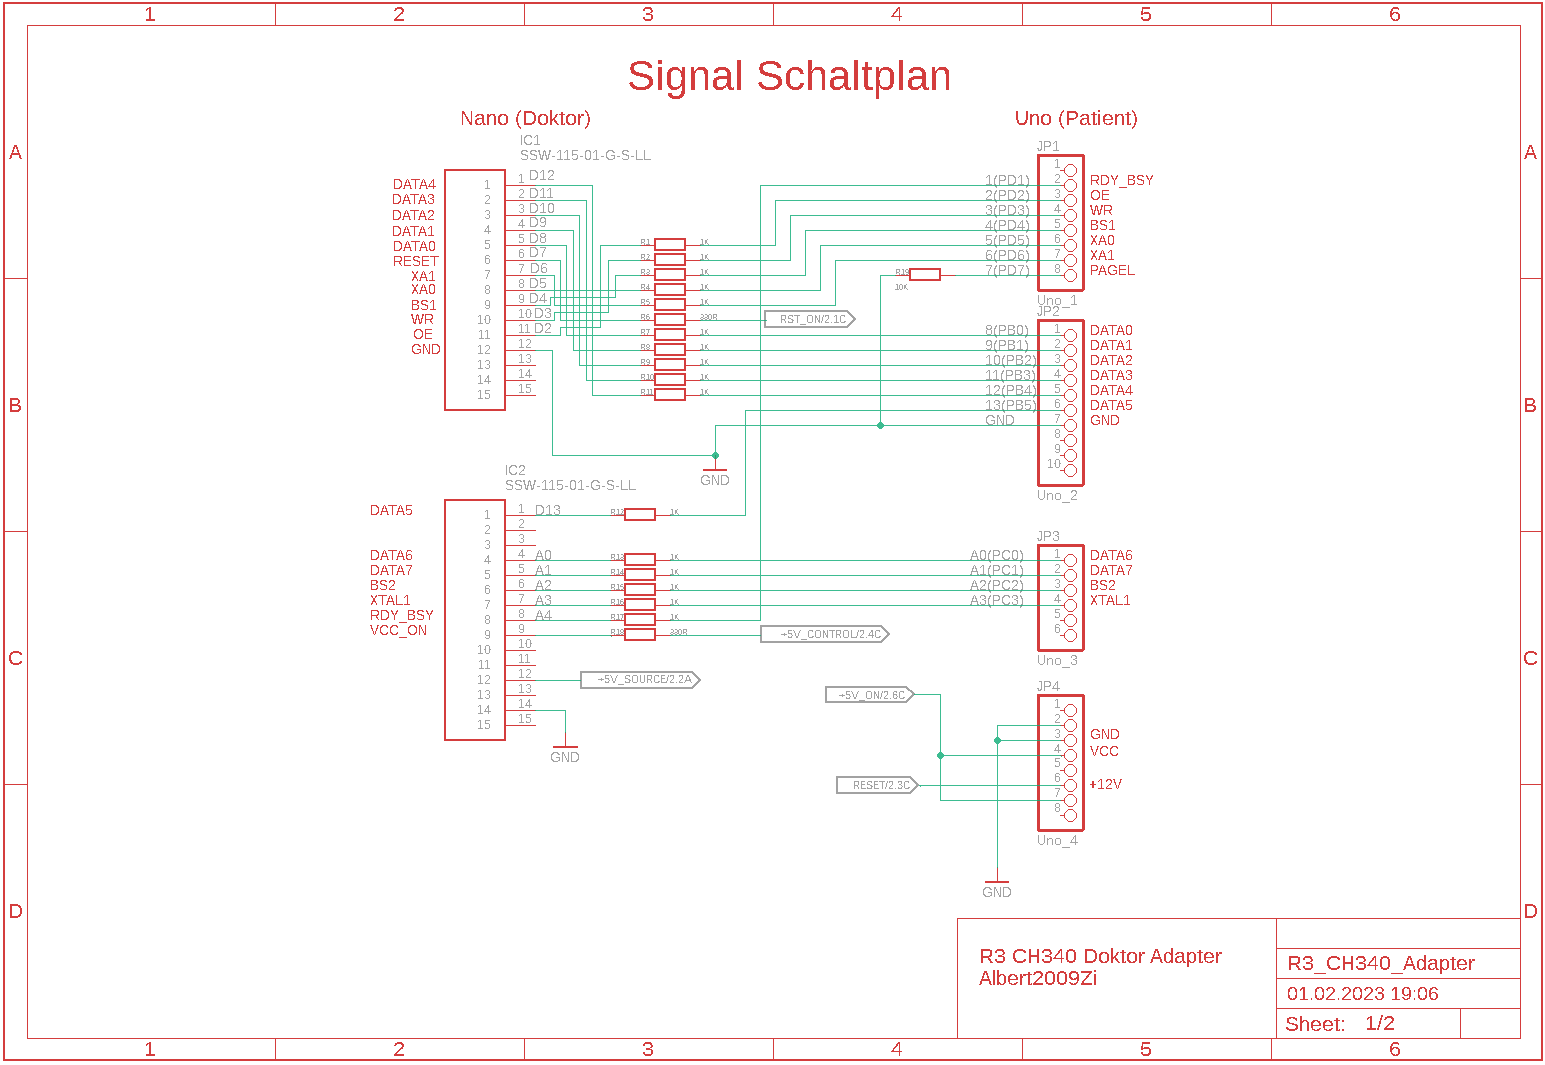 1 2 3 4 5 6
Signal Schaltplan
Nano (Doktor)
Uno (Patient)
A
A
B
B
C
C
D
D
IC1
SSW-115-01-G-S-LL
DATA4 1 1 D12
DATA3 2 2 D11
DATA2 3 3 D10
DATA1 4 4 D9
DATA0 5 5 D8
RESET 6 6 D7
XA1 7 7 D6
XA0 8 8 D5
BS1 9 9 D4
WR 10 10 D3
OE 11 11 D2
GND 12 12
13 13
14 14
15 15
R1 1K
R2 1K
R3 1K
R4 1K
R5 1K
R6 330R
R7 1K
R8 1K
R9 1K
R10 1K
R11 1K
RST_ON/2.1C
R19
10K
GND
JP1
1
1(PD1) 2 RDY_BSY
2(PD2) 3 OE
3(PD3) 4 WR
4(PD4) 5 BS1
5(PD5) 6 XA0
6(PD6) 7 XA1
7(PD7) 8 PAGEL
Uno_1
JP2
8(PB0) 1 DATA0
9(PB1) 2 DATA1
10(PB2) 3 DATA2
11(PB3) 4 DATA3
12(PB4) 5 DATA4
13(PB5) 6 DATA5
GND 7 GND
8
9
10
Uno_2
IC2
SSW-115-01-G-S-LL
DATA5 1 1 D13
2 2
3 3
DATA6 4 4 A0
DATA7 5 5 A1
BS2 6 6 A2
XTAL1 7 7 A3
RDY_BSY 8 8 A4
VCC_ON 9 9
10 10
11 11
12 12
13 13
14 14
15 15
R12 1K
R13 1K
R14 1K
R15 1K
R16 1K
R17 1K
R18 330R
+5V_CONTROL/2.4C
+5V_SOURCE/2.2A
GND
JP3
A0(PC0) 1 DATA6
A1(PC1) 2 DATA7
A2(PC2) 3 BS2
A3(PC3) 4 XTAL1
5
6
Uno_3
+5V_ON/2.6C
RESET/2.3C
JP4
1
2
3 GND
4 VCC
5
6 +12V
7
8
Uno_4
GND
R3 CH340 Doktor Adapter
Albert2009Zi
R3_CH340_Adapter
01.02.2023 19:06
Sheet: 1/2
1 2 3 4 5 6